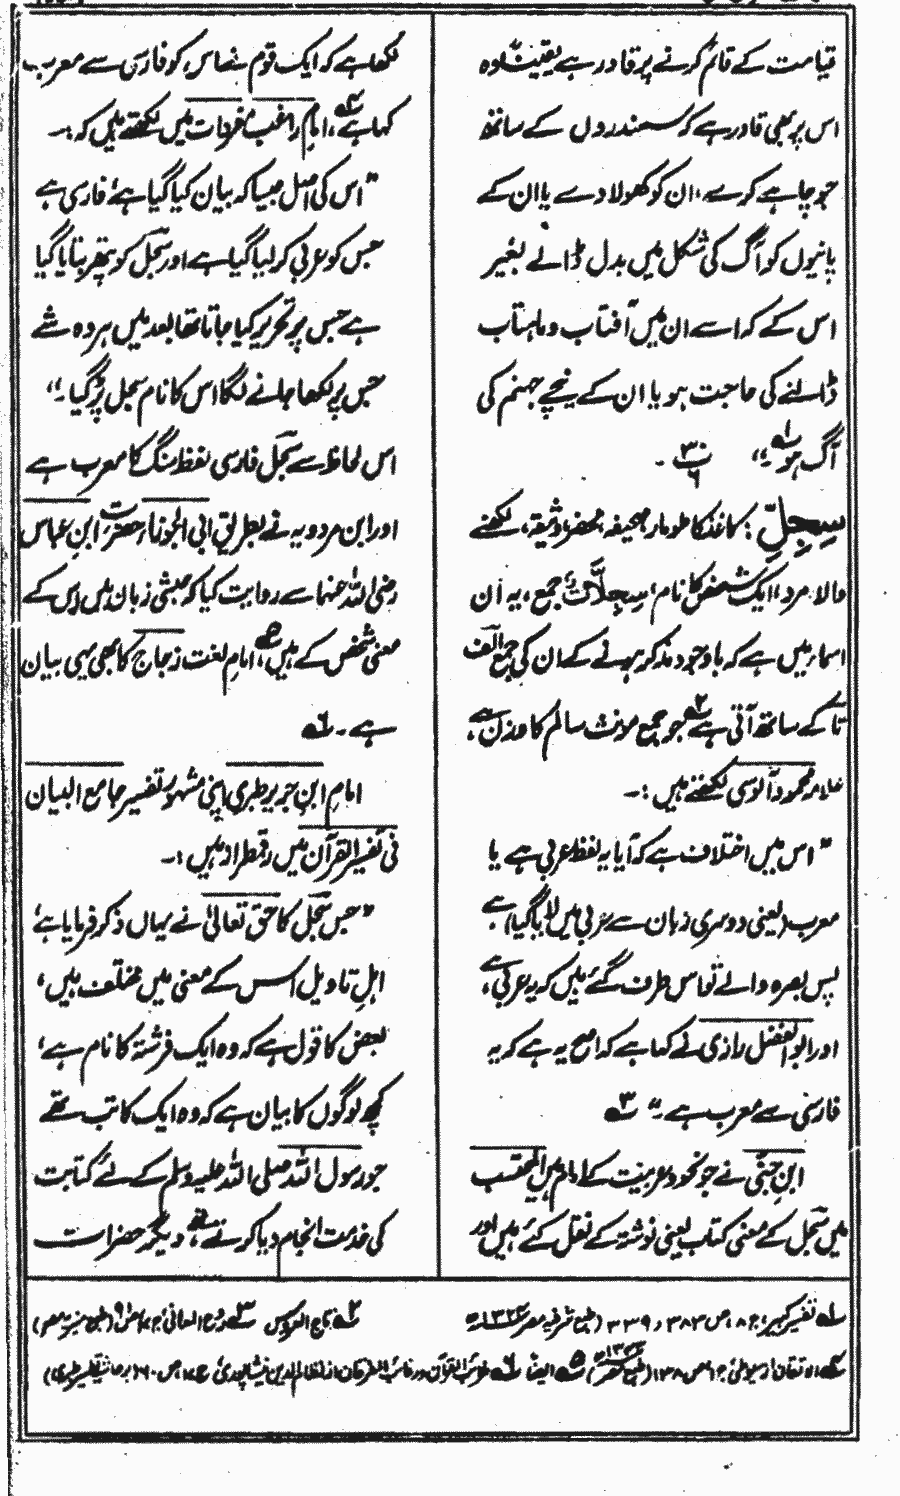 قیامت کے قائم کرنے پر قادر ہے یقیناً وہ
اس پر بھی قادر ہے کہ سمندروں کے ساتھ
جو چاہے کرے، ان کو کھولا دے یا ان کے
پانیوں کو آگ کی شکل میں بدل ڈالے بغیر
اس کے کہ اسے ان میں آفتاب و ماہتاب
ڈالنے کی حاجت ہو یا ان کے نیچے جہنم کی
آگ ہو"
سِجِلّ : کاغذ کا طومار، صحیفہ، محضر، وثیقہ، لکھنے
والا، مرد، ایک شخص کا نام، سِجِلَّاتٌ جمع، یہ ان
اسماء میں ہے کہ باوجود مذکر ہونے کے ان کی جمع الف
تا کے ساتھ آتی ہے جو جمع مونث سالم کا وزن ہے،
علامہ محمود آلوسی لکھتے ہیں :۔
"اس میں اختلاف ہے کہ آیا یہ لفظ عربی ہے یا
معرب (یعنی دوسری زبان سے عربی میں لایا گیا) ہے
پس بصرہ والے تو اس طرف گئے ہیں کہ یہ عربی ہے،
اور ابو الفضل رازی نے کہا ہے کہ اصح یہ ہے کہ یہ
فارسی سے معرب ہے۔" ۳
ابن جنّی نے جو نحو و عربیت کے امام ہیں المحتسب
میں سجل کے معنی کتاب یعنی نوشتہ کے نقل کئے ہیں اور
لکھا ہے کہ ایک قوم نے اس کو فارسی سے معرب
کہا ہے، امام راغب مفردات میں لکھتے ہیں کہ :۔
"اس کی اصل جیسا کہ بیان کیا گیا ہے فارسی ہے
جس کو عربی کر لیا گیا ہے اور سجل کو پتھر بتایا گیا
ہے جس پر تحریر کیا جاتا تھا بعد میں ہر وہ شے
جس پر لکھا جانے لگا اس کا نام سجل پڑ گیا۔"
اس لحاظ سے سجل فارسی لفظ سنگ کا معرب ہے
اور ابن مردویہ نے بطریق ابی الجوزاء حضرت ابن عباس
رضی اللہ عنہما سے روایت کیا کہ حبشی زبان میں اس کے
معنی شخص کے ہیں، امام لغت زجاج کا بھی یہی بیان
ہے۔ ۶
امام ابن جریر طبری اپنی مشہور تفسیر جامع البیان
فی تفسیر القرآن میں رقمطراز ہیں :۔
"جس سجل کا حق تعالیٰ نے یہاں ذکر فرمایا ہے
اہل تاویل اس کے معنی میں مختلف ہیں،
بعض کا قول ہے کہ وہ ایک فرشتہ کا نام ہے،
کچھ لوگوں کا بیان ہے کہ وہ ایک کاتب تھے
جو رسول اللہ صلی اللہ علیہ وسلم کے لئے کتابت
کی خدمت انجام دیا کرتے تھے، دیگر حضرات
۱ تفسیر کبیر، ج ۸، ص ۳۸۳ و ۳۳۹ (طبع شرفیہ مصر ۱۳۲۴ھ) ۲ تاج العروس ۳ روح المعانی (طبع منیریہ مصر)
۴ اتقان از سیوطی ج ۱ ص ۱۳۸ (طبع مصر) ۵ ایضاً ۶ غرائب القرآن ورغائب الفرقان از نظام الدین نیشاپوری